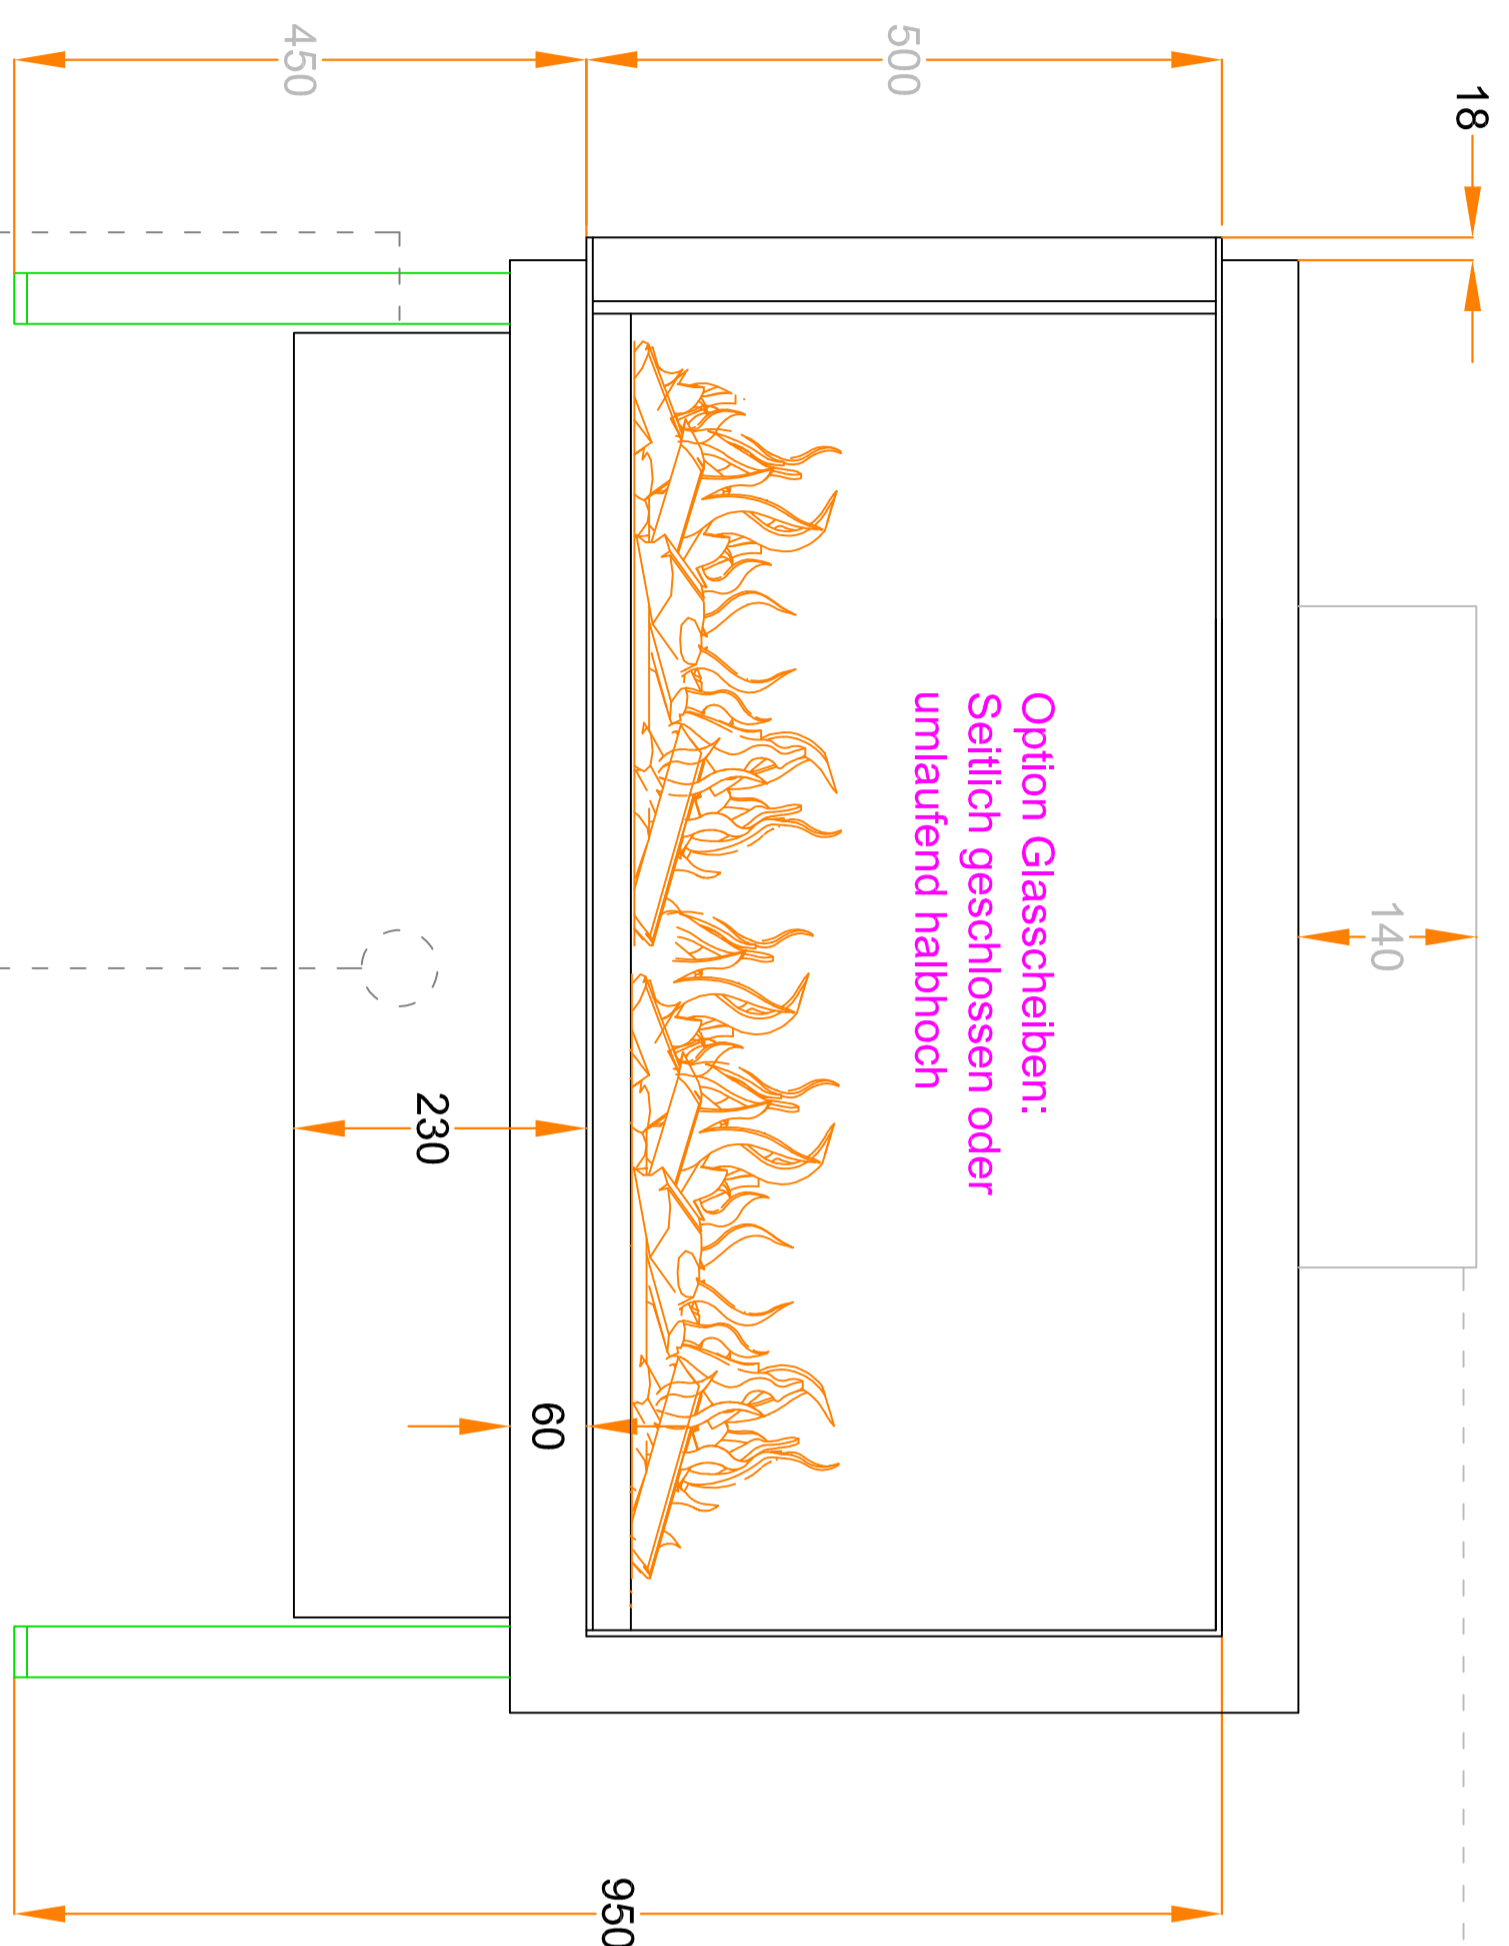 18
140
500
450
Option Glasscheiben:
Seitlich geschlossen oder
umlaufend halbhoch
230
60
950